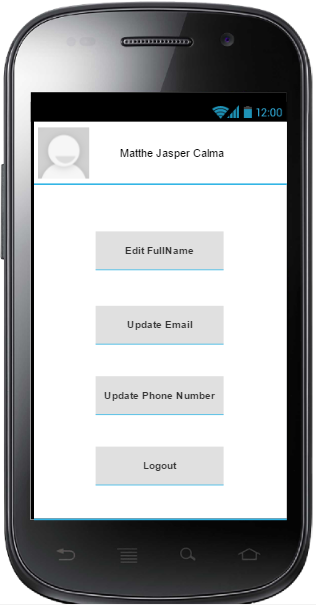 12:00
Matthe Jasper Calma
Edit FullName
Update Email
Update Phone Number
Logout